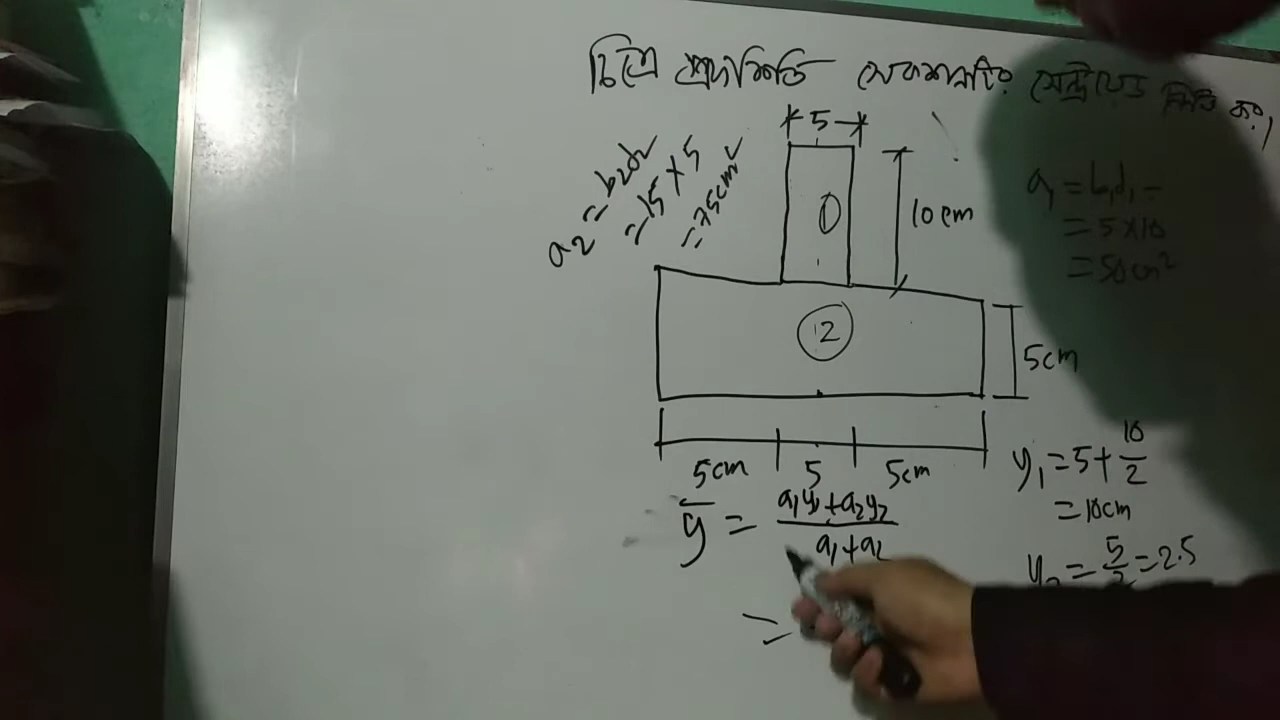 চিত্রে প্রদর্শিত সেকশনটির সেন্ট্রয়েড নির্ণয় কর,
5
a2 = b2d2
= 15 × 5
= 75cm²
1
10cm
a₁ = b₁d₁
= 5×10
= 50cm²
2
5cm
5cm 5 5cm
y₁ = 5 + 10/2
= 10cm
ȳ = a₁y₁+a₂y₂ / a₁+a₂
y₂ = 5/2 = 2.5
=